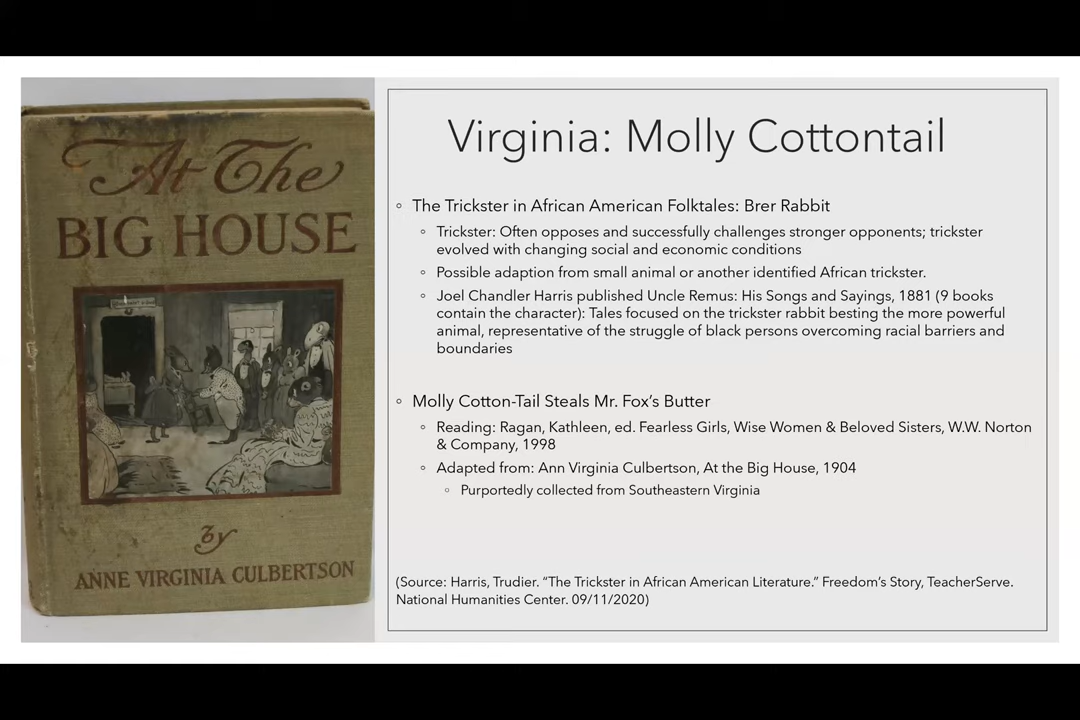 At The
BIG HOUSE
by
ANNE VIRGINIA CULBERTSON
Virginia: Molly Cottontail
The Trickster in African American Folktales: Brer Rabbit
Trickster: Often opposes and successfully challenges stronger opponents; trickster
evolved with changing social and economic conditions
Possible adaption from small animal or another identified African trickster.
Joel Chandler Harris published Uncle Remus: His Songs and Sayings, 1881 (9 books
contain the character): Tales focused on the trickster rabbit besting the more powerful
animal, representative of the struggle of black persons overcoming racial barriers and
boundaries
Molly Cotton-Tail Steals Mr. Fox's Butter
Reading: Ragan, Kathleen, ed. Fearless Girls, Wise Women & Beloved Sisters, W.W. Norton
& Company, 1998
Adapted from: Ann Virginia Culbertson, At the Big House, 1904
Purportedly collected from Southeastern Virginia
(Source: Harris, Trudier. “The Trickster in African American Literature.” Freedom's Story, TeacherServe.
National Humanities Center. 09/11/2020)